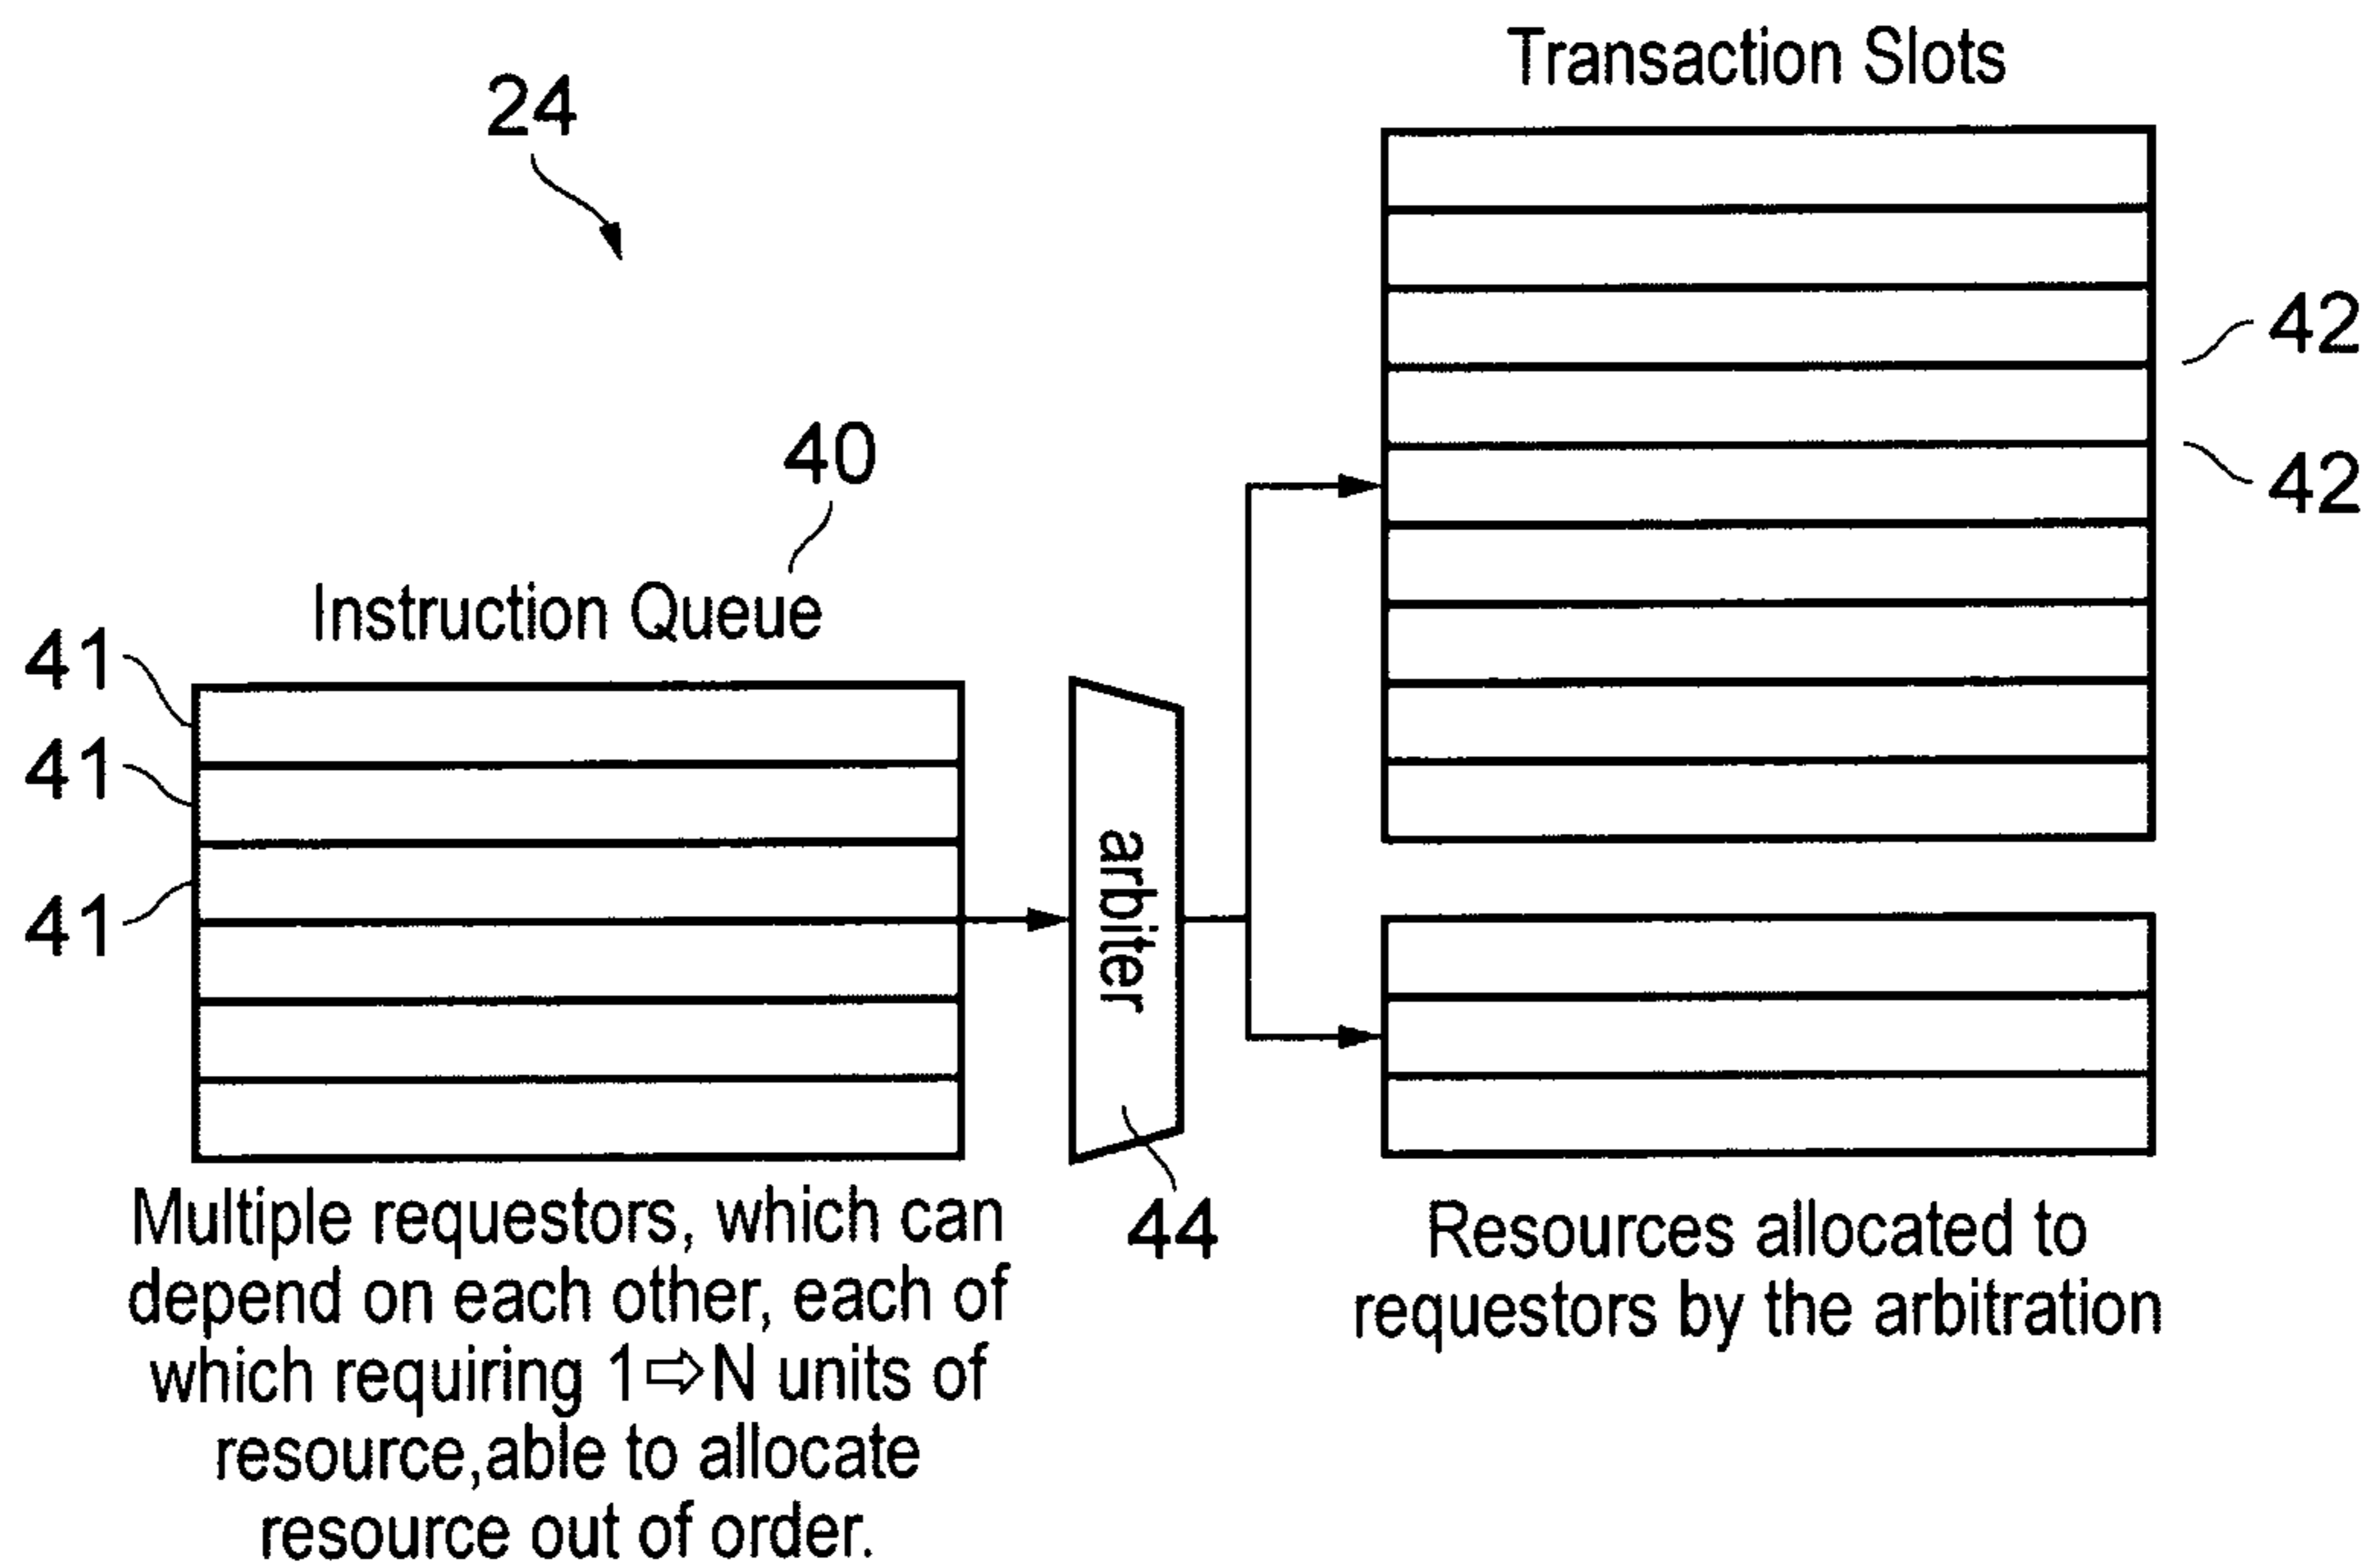 Transaction Slots
24
42
40
42
Instruction Queue
41
41
41
arbiter
44
Multiple requestors, which can
depend on each other, each of
which requiring 1⇨N units of
resource,able to allocate
resource out of order.
Resources allocated to
requestors by the arbitration